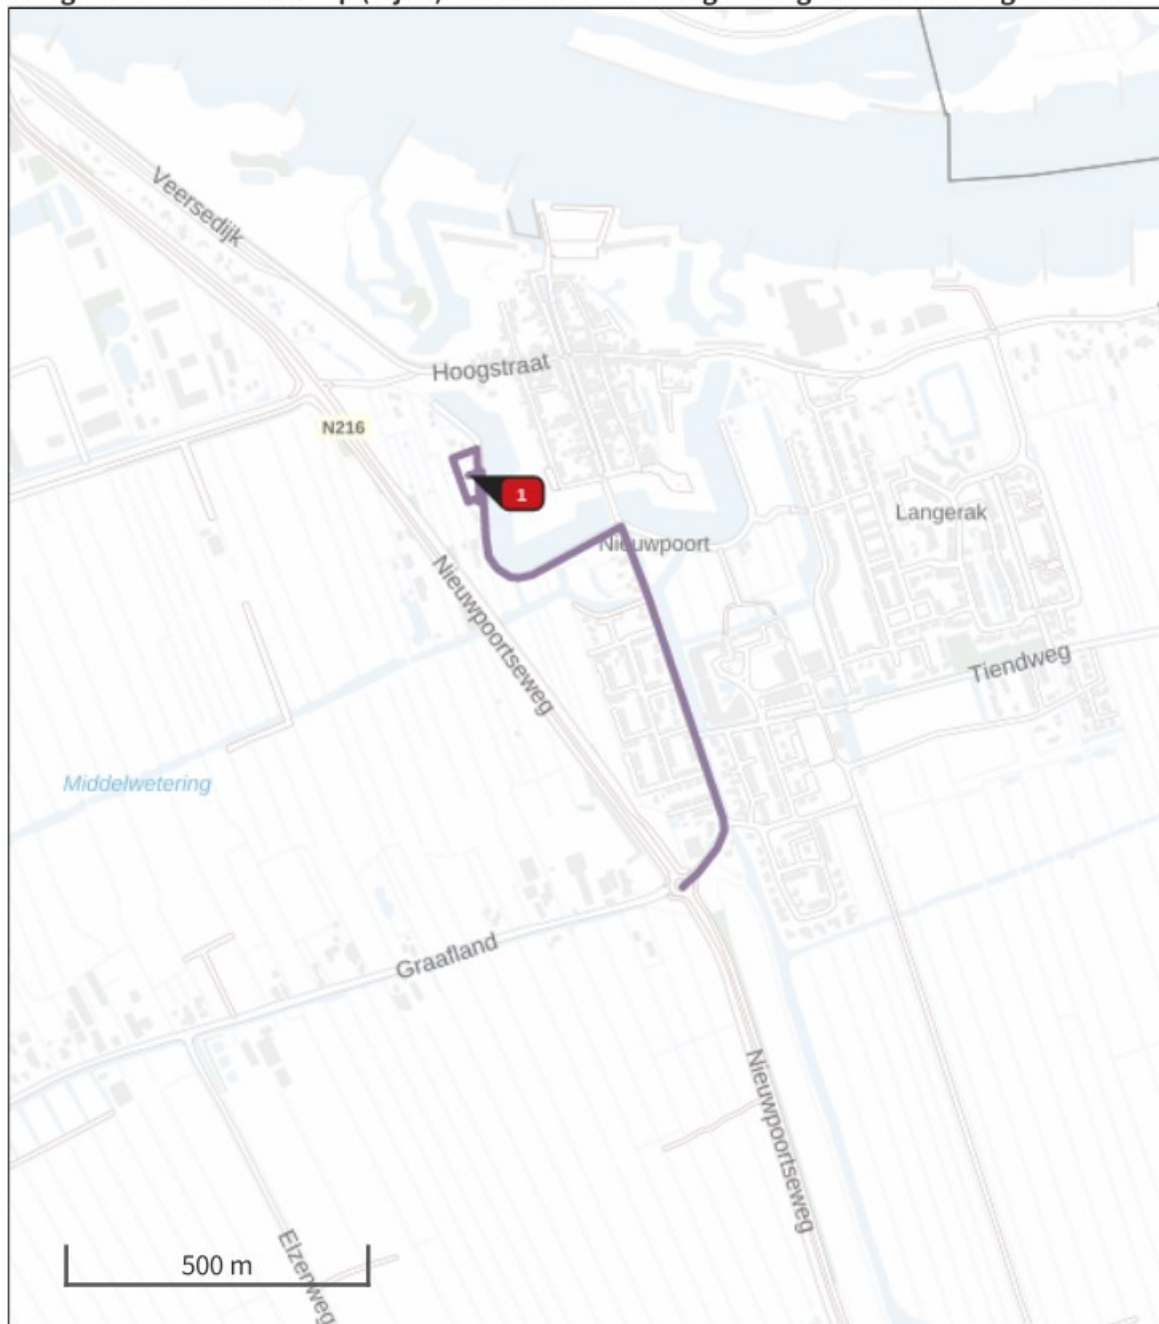 Veersedijk
Hoogstraat
N216
1
Langerak
Nieuwpoort
Nieuwpoortseweg
Tiendweg
Middelwetering
Graafland
Nieuwpoortseweg
500 m
Elzenweg